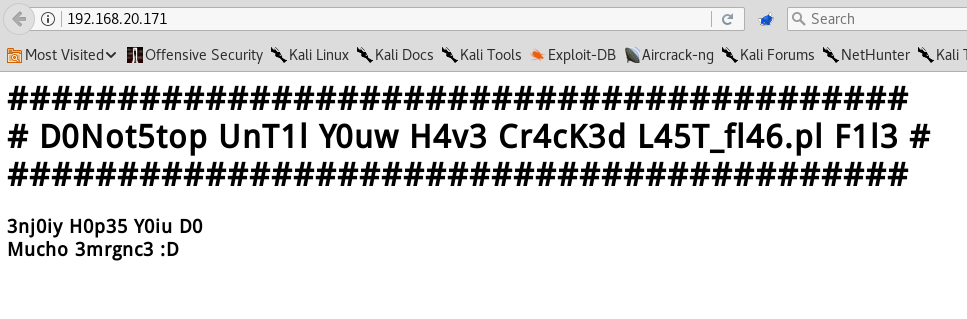 192.168.20.171
Search
Most Visited Offensive Security Kali Linux Kali Docs Kali Tools Exploit-DB Aircrack-ng Kali Forums NetHunter Kali T
#########################################
# D0Not5top UnT1l Y0uw H4v3 Cr4cK3d L45T_fl46.pl F1l3 #
#########################################
3nj0iy H0p35 Y0iu D0
Mucho 3mrgnc3 :D